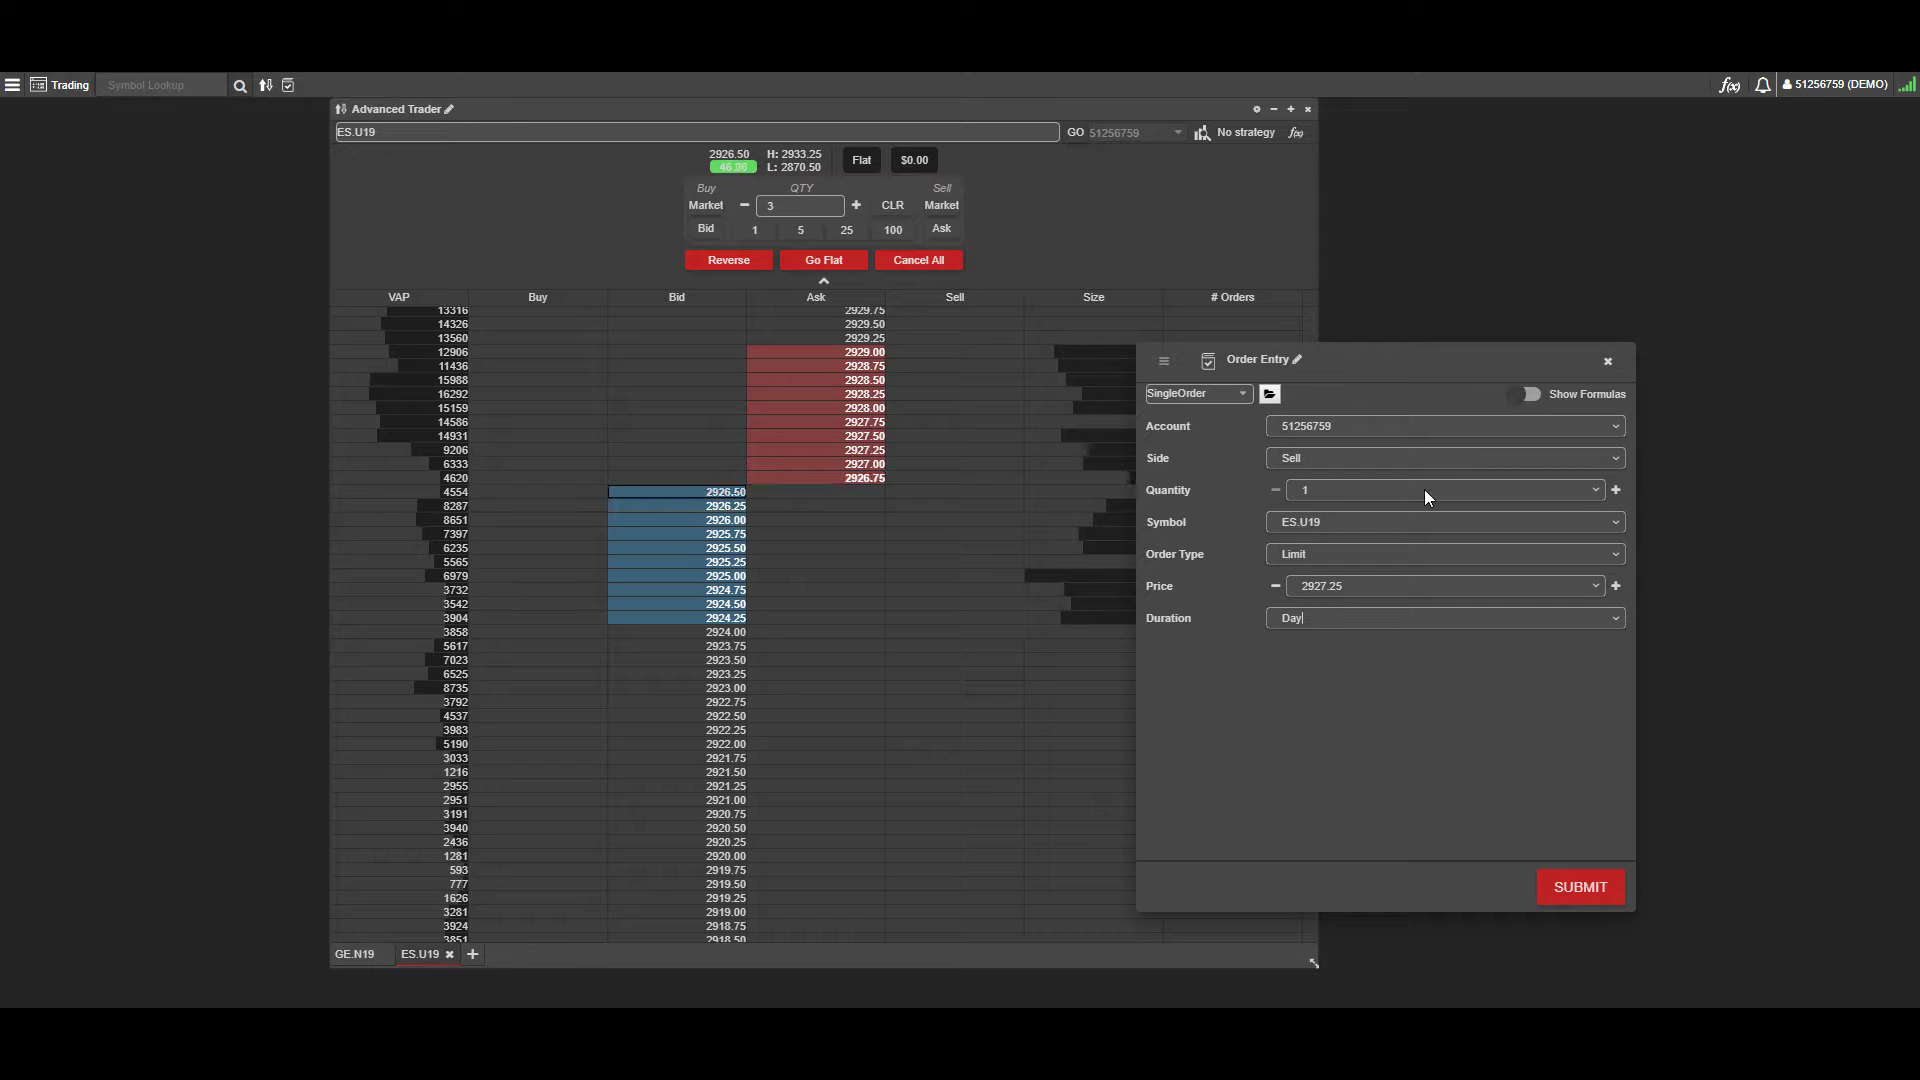 Trading Symbol Lookup 51256759 (DEMO)
Advanced Trader
ES.U19 GO 51256759 No strategy f(x)
2926.50 H: 2933.25 Flat $0.00
L: 2870.50
Buy QTY Sell
Market 3 CLR Market
Bid 1 5 25 100 Ask
Reverse Go Flat Cancel All
VAP Buy Bid Ask Sell Size # Orders
13316 2929.75
14326 2929.50
13560 2929.25
12906 2929.00
11436 2928.75
15988 2928.50
16292 2928.25
15159 2928.00
14586 2927.75
14931 2927.50
9206 2927.25
6333 2927.00
4620 2926.75
4554 2926.50
8287 2926.25
8651 2926.00
7397 2925.75
6235 2925.50
5565 2925.25
6979 2925.00
3732 2924.75
3542 2924.50
3904 2924.25
3858 2924.00
5617 2923.75
7023 2923.50
6525 2923.25
8735 2923.00
3792 2922.75
4537 2922.50
3983 2922.25
5190 2922.00
3033 2921.75
1216 2921.50
2955 2921.25
2951 2921.00
3191 2920.75
3940 2920.50
2436 2920.25
1281 2920.00
593 2919.75
777 2919.50
1626 2919.25
3281 2919.00
3924 2918.75
3851 2918.50
GE.N19 ES.U19
Order Entry
SingleOrder Show Formulas
Account 51256759
Side Sell
Quantity 1
Symbol ES.U19
Order Type Limit
Price 2927.25
Duration Day
SUBMIT